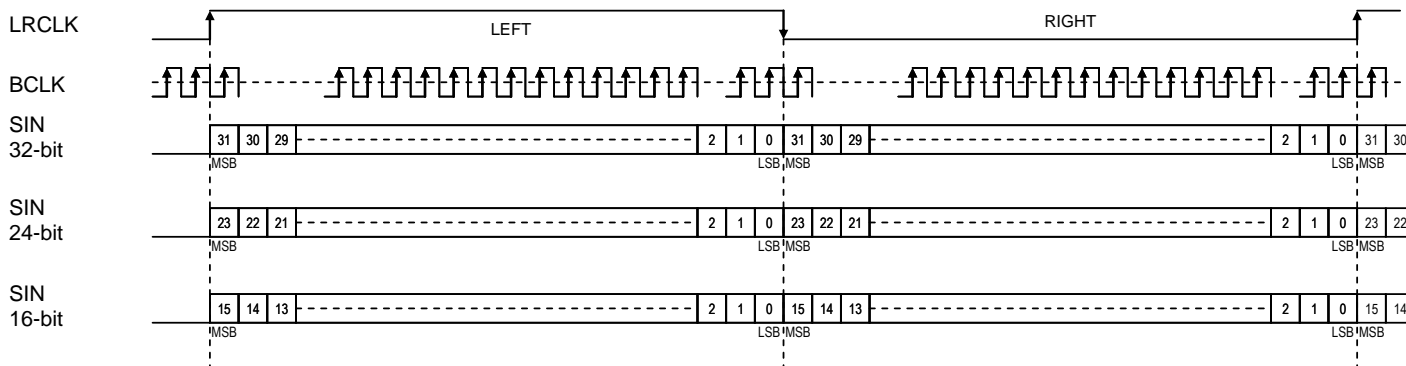 LRCLK
LEFT
RIGHT
BCLK
SIN
32-bit
31 30 29 2 1 0 31 30 29 2 1 0 31 30
MSB LSB MSB LSB MSB
SIN
24-bit
23 22 21 2 1 0 23 22 21 2 1 0 23 22
MSB LSB MSB LSB MSB
SIN
16-bit
15 14 13 2 1 0 15 14 13 2 1 0 15 14
MSB LSB MSB LSB MSB